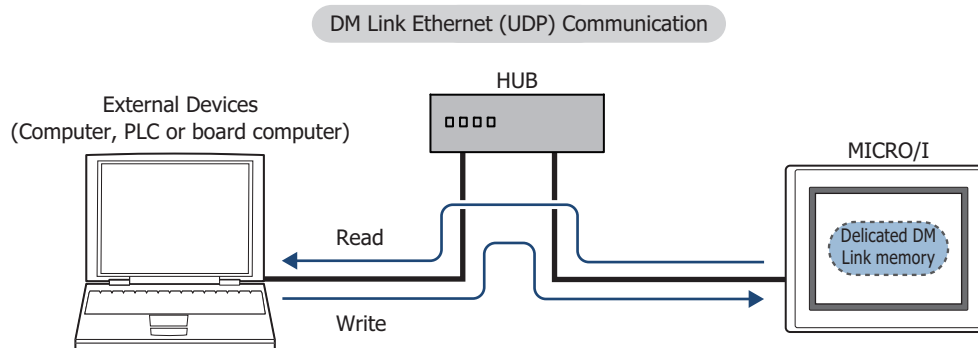 DM Link Ethernet (UDP) Communication
HUB
External Devices
(Computer, PLC or board computer)
MICRO/I
Delicated DM
Link memory
Read
Write